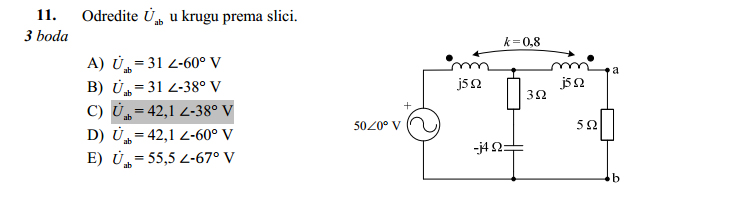 11. Odredite U̇ab u krugu prema slici.
3 boda
A) U̇ab = 31 ∠-60° V
B) U̇ab = 31 ∠-38° V
C) U̇ab = 42,1 ∠-38° V
D) U̇ab = 42,1 ∠-60° V
E) U̇ab = 55,5 ∠-67° V
k=0,8
j5 Ω
j5 Ω
a
3 Ω
+
50∠0° V
5 Ω
-j4 Ω
b